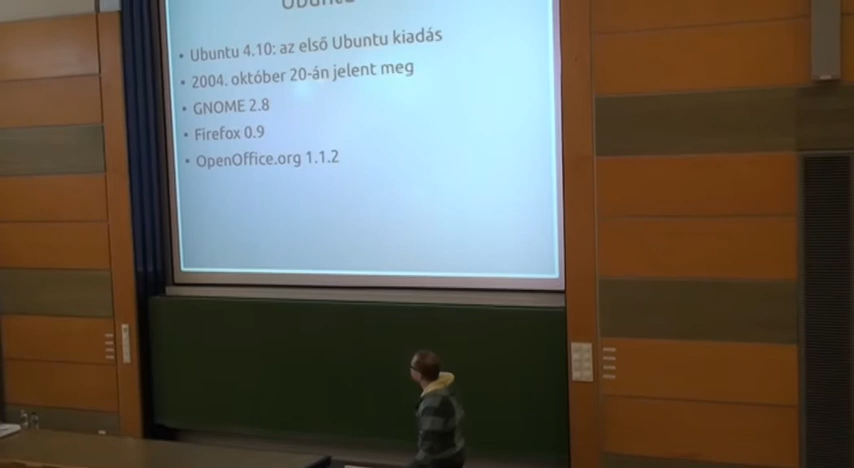 Ubuntu
• Ubuntu 4.10: az első Ubuntu kiadás
• 2004. október 20-án jelent meg
• GNOME 2.8
• Firefox 0.9
• OpenOffice.org 1.1.2